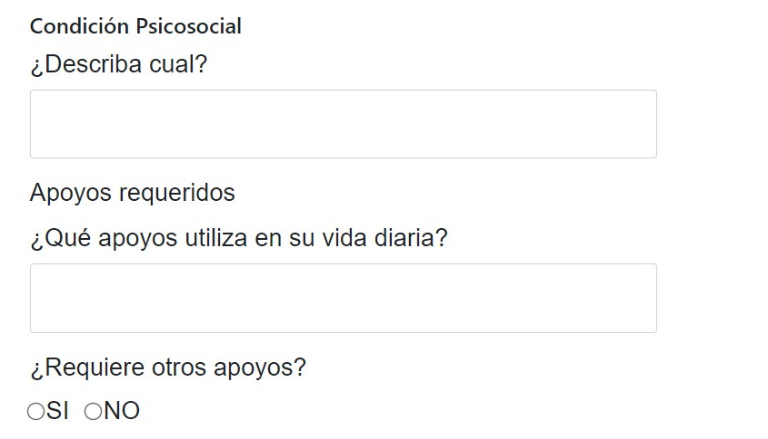 Condición Psicosocial
¿Describa cual?
Apoyos requeridos
¿Qué apoyos utiliza en su vida diaria?
¿Requiere otros apoyos?
SI NO